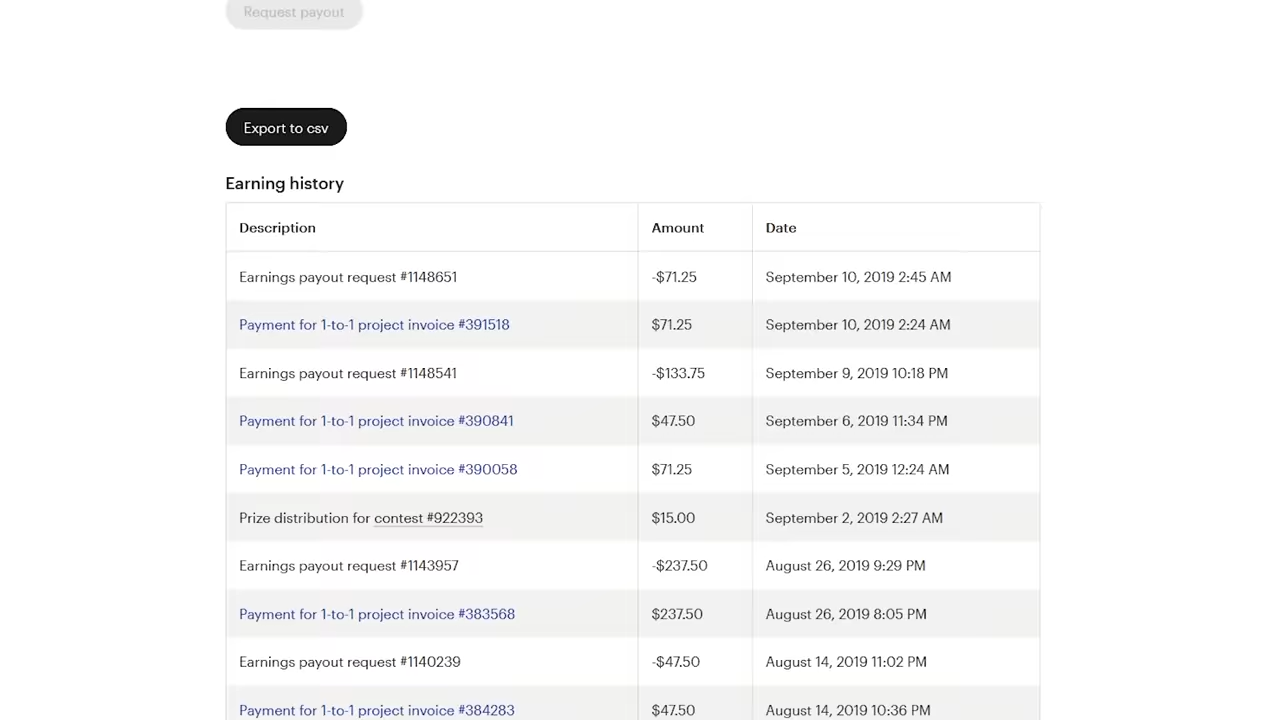 Request payout
Export to csv
Earning history
Description Amount Date
Earnings payout request #1148651 -$71.25 September 10, 2019 2:45 AM
Payment for 1-to-1 project invoice #391518 $71.25 September 10, 2019 2:24 AM
Earnings payout request #1148541 -$133.75 September 9, 2019 10:18 PM
Payment for 1-to-1 project invoice #390841 $47.50 September 6, 2019 11:34 PM
Payment for 1-to-1 project invoice #390058 $71.25 September 5, 2019 12:24 AM
Prize distribution for contest #922393 $15.00 September 2, 2019 2:27 AM
Earnings payout request #1143957 -$237.50 August 26, 2019 9:29 PM
Payment for 1-to-1 project invoice #383568 $237.50 August 26, 2019 8:05 PM
Earnings payout request #1140239 -$47.50 August 14, 2019 11:02 PM
Payment for 1-to-1 project invoice #384283 $47.50 August 14, 2019 10:36 PM